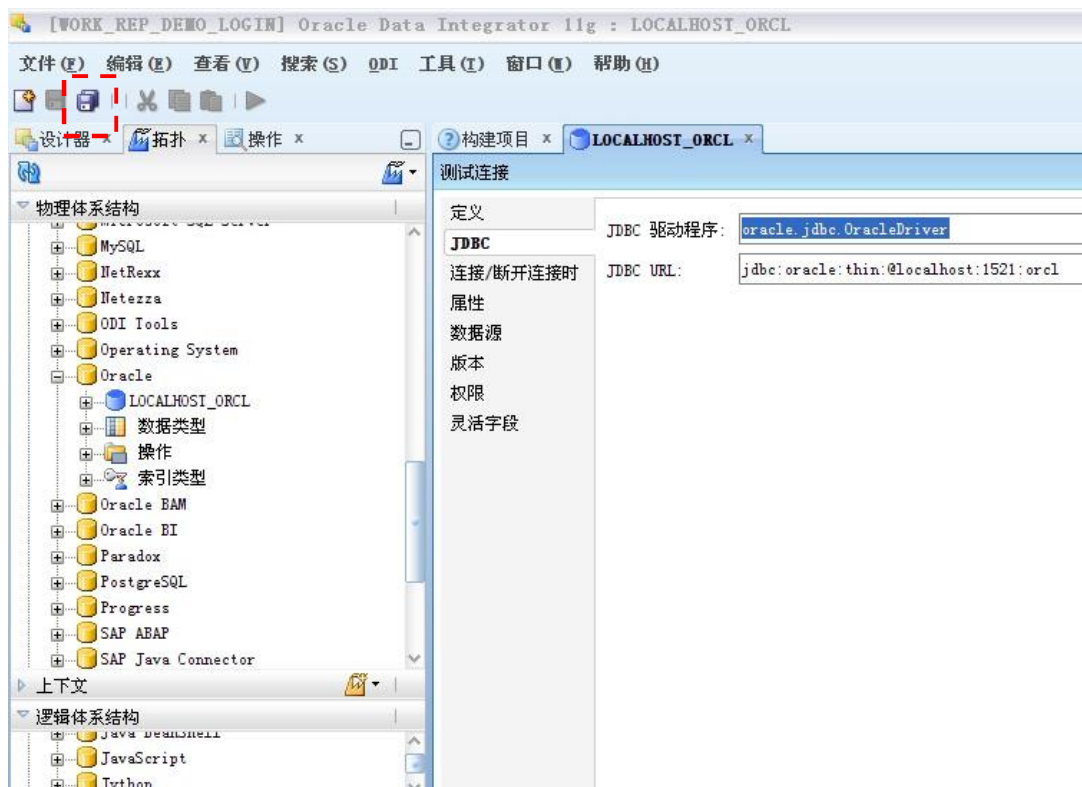 [WORK_REP_DEMO_LOGIN] Oracle Data Integrator 11g : LOCALHOST_ORCL
文件(F) 编辑(E) 查看(V) 搜索(S) ODI 工具(T) 窗口(W) 帮助(H)
设计器 x 拓扑 x 操作 x
构建项目 x LOCALHOST_ORCL x
测试连接
物理体系结构
Microsoft SQL Server
MySQL
NetRexx
Netezza
ODI Tools
Operating System
Oracle
LOCALHOST_ORCL
数据类型
操作
索引类型
Oracle BAM
Oracle BI
Paradox
PostgreSQL
Progress
SAP ABAP
SAP Java Connector
上下文
逻辑体系结构
Java BeanShell
JavaScript
Jython
定义
JDBC
连接/断开连接时
属性
数据源
版本
权限
灵活字段
JDBC 驱动程序: oracle.jdbc.OracleDriver
JDBC URL: jdbc:oracle:thin:@localhost:1521:orcl